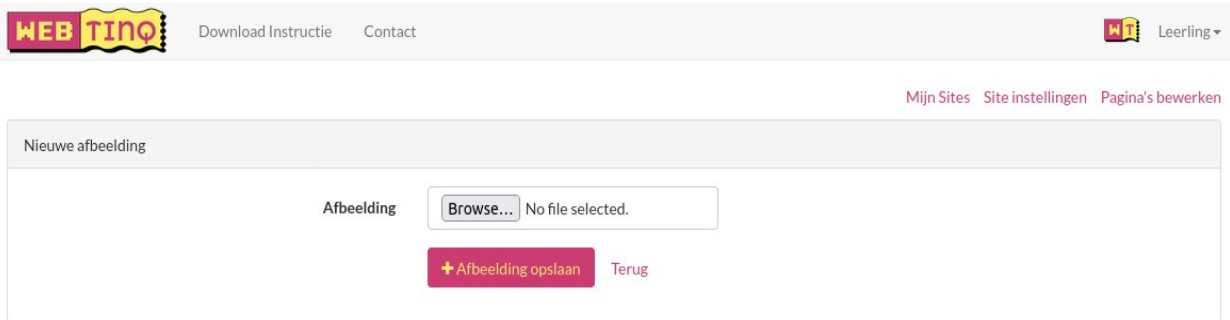 WEB TINQ Download Instructie Contact WT Leerling
Mijn Sites Site instellingen Pagina's bewerken
Nieuwe afbeelding
Afbeelding Browse... No file selected.
+ Afbeelding opslaan Terug